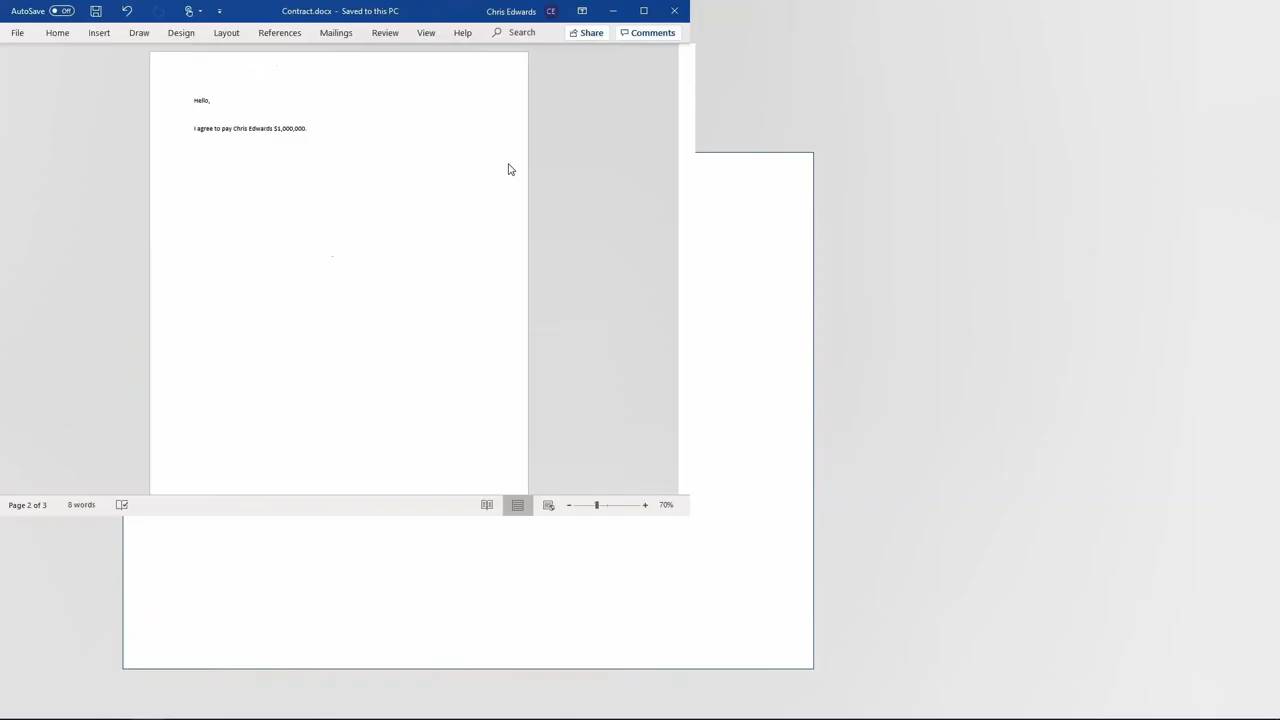 AutoSave Off Contract.docx - Saved to this PC Chris Edwards CE
File Home Insert Draw Design Layout References Mailings Review View Help Search Share Comments
Hello,
I agree to pay Chris Edwards $1,000,000.
Page 2 of 3 8 words 70%